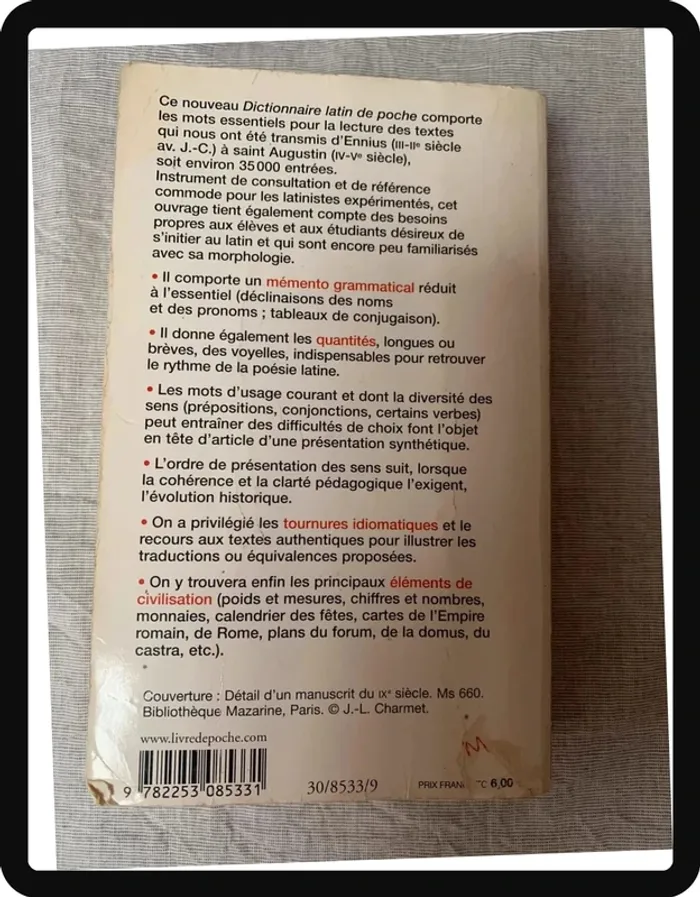 Ce nouveau Dictionnaire latin de poche comporte
les mots essentiels pour la lecture des textes
qui nous ont été transmis d'Ennius (III-IIe siècle
av. J.-C.) à saint Augustin (IV-Ve siècle),
soit environ 35 000 entrées.
Instrument de consultation et de référence
commode pour les latinistes expérimentés, cet
ouvrage tient également compte des besoins
propres aux élèves et aux étudiants désireux de
s'initier au latin et qui sont encore peu familiarisés
avec sa morphologie.
• Il comporte un mémento grammatical réduit
à l'essentiel (déclinaisons des noms
et des pronoms ; tableaux de conjugaison).
• Il donne également les quantités, longues ou
brèves, des voyelles, indispensables pour retrouver
le rythme de la poésie latine.
• Les mots d'usage courant et dont la diversité des
sens (prépositions, conjonctions, certains verbes)
peut entraîner des difficultés de choix font l'objet
en tête d'article d'une présentation synthétique.
• L'ordre de présentation des sens suit, lorsque
la cohérence et la clarté pédagogique l'exigent,
l'évolution historique.
• On a privilégié les tournures idiomatiques et le
recours aux textes authentiques pour illustrer les
traductions ou équivalences proposées.
• On y trouvera enfin les principaux éléments de
civilisation (poids et mesures, chiffres et nombres,
monnaies, calendrier des fêtes, cartes de l'Empire
romain, de Rome, plans du forum, de la domus, du
castra, etc.).
Couverture : Détail d'un manuscrit du IXe siècle. Ms 660.
Bibliothèque Mazarine, Paris. © J.-L. Charmet.
www.livredepoche.com
9 782253 085331
30/8533/9
PRIX 6,00